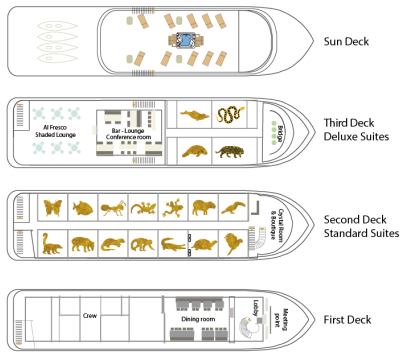 Sun Deck
Al Fresco
Shaded Lounge
Bar - Lounge
Conference room
Bridge
Third Deck
Deluxe Suites
Crystal Room
& Boutique
Second Deck
Standard Suites
Crew
Dining room
Lobby
Meeting
point
First Deck